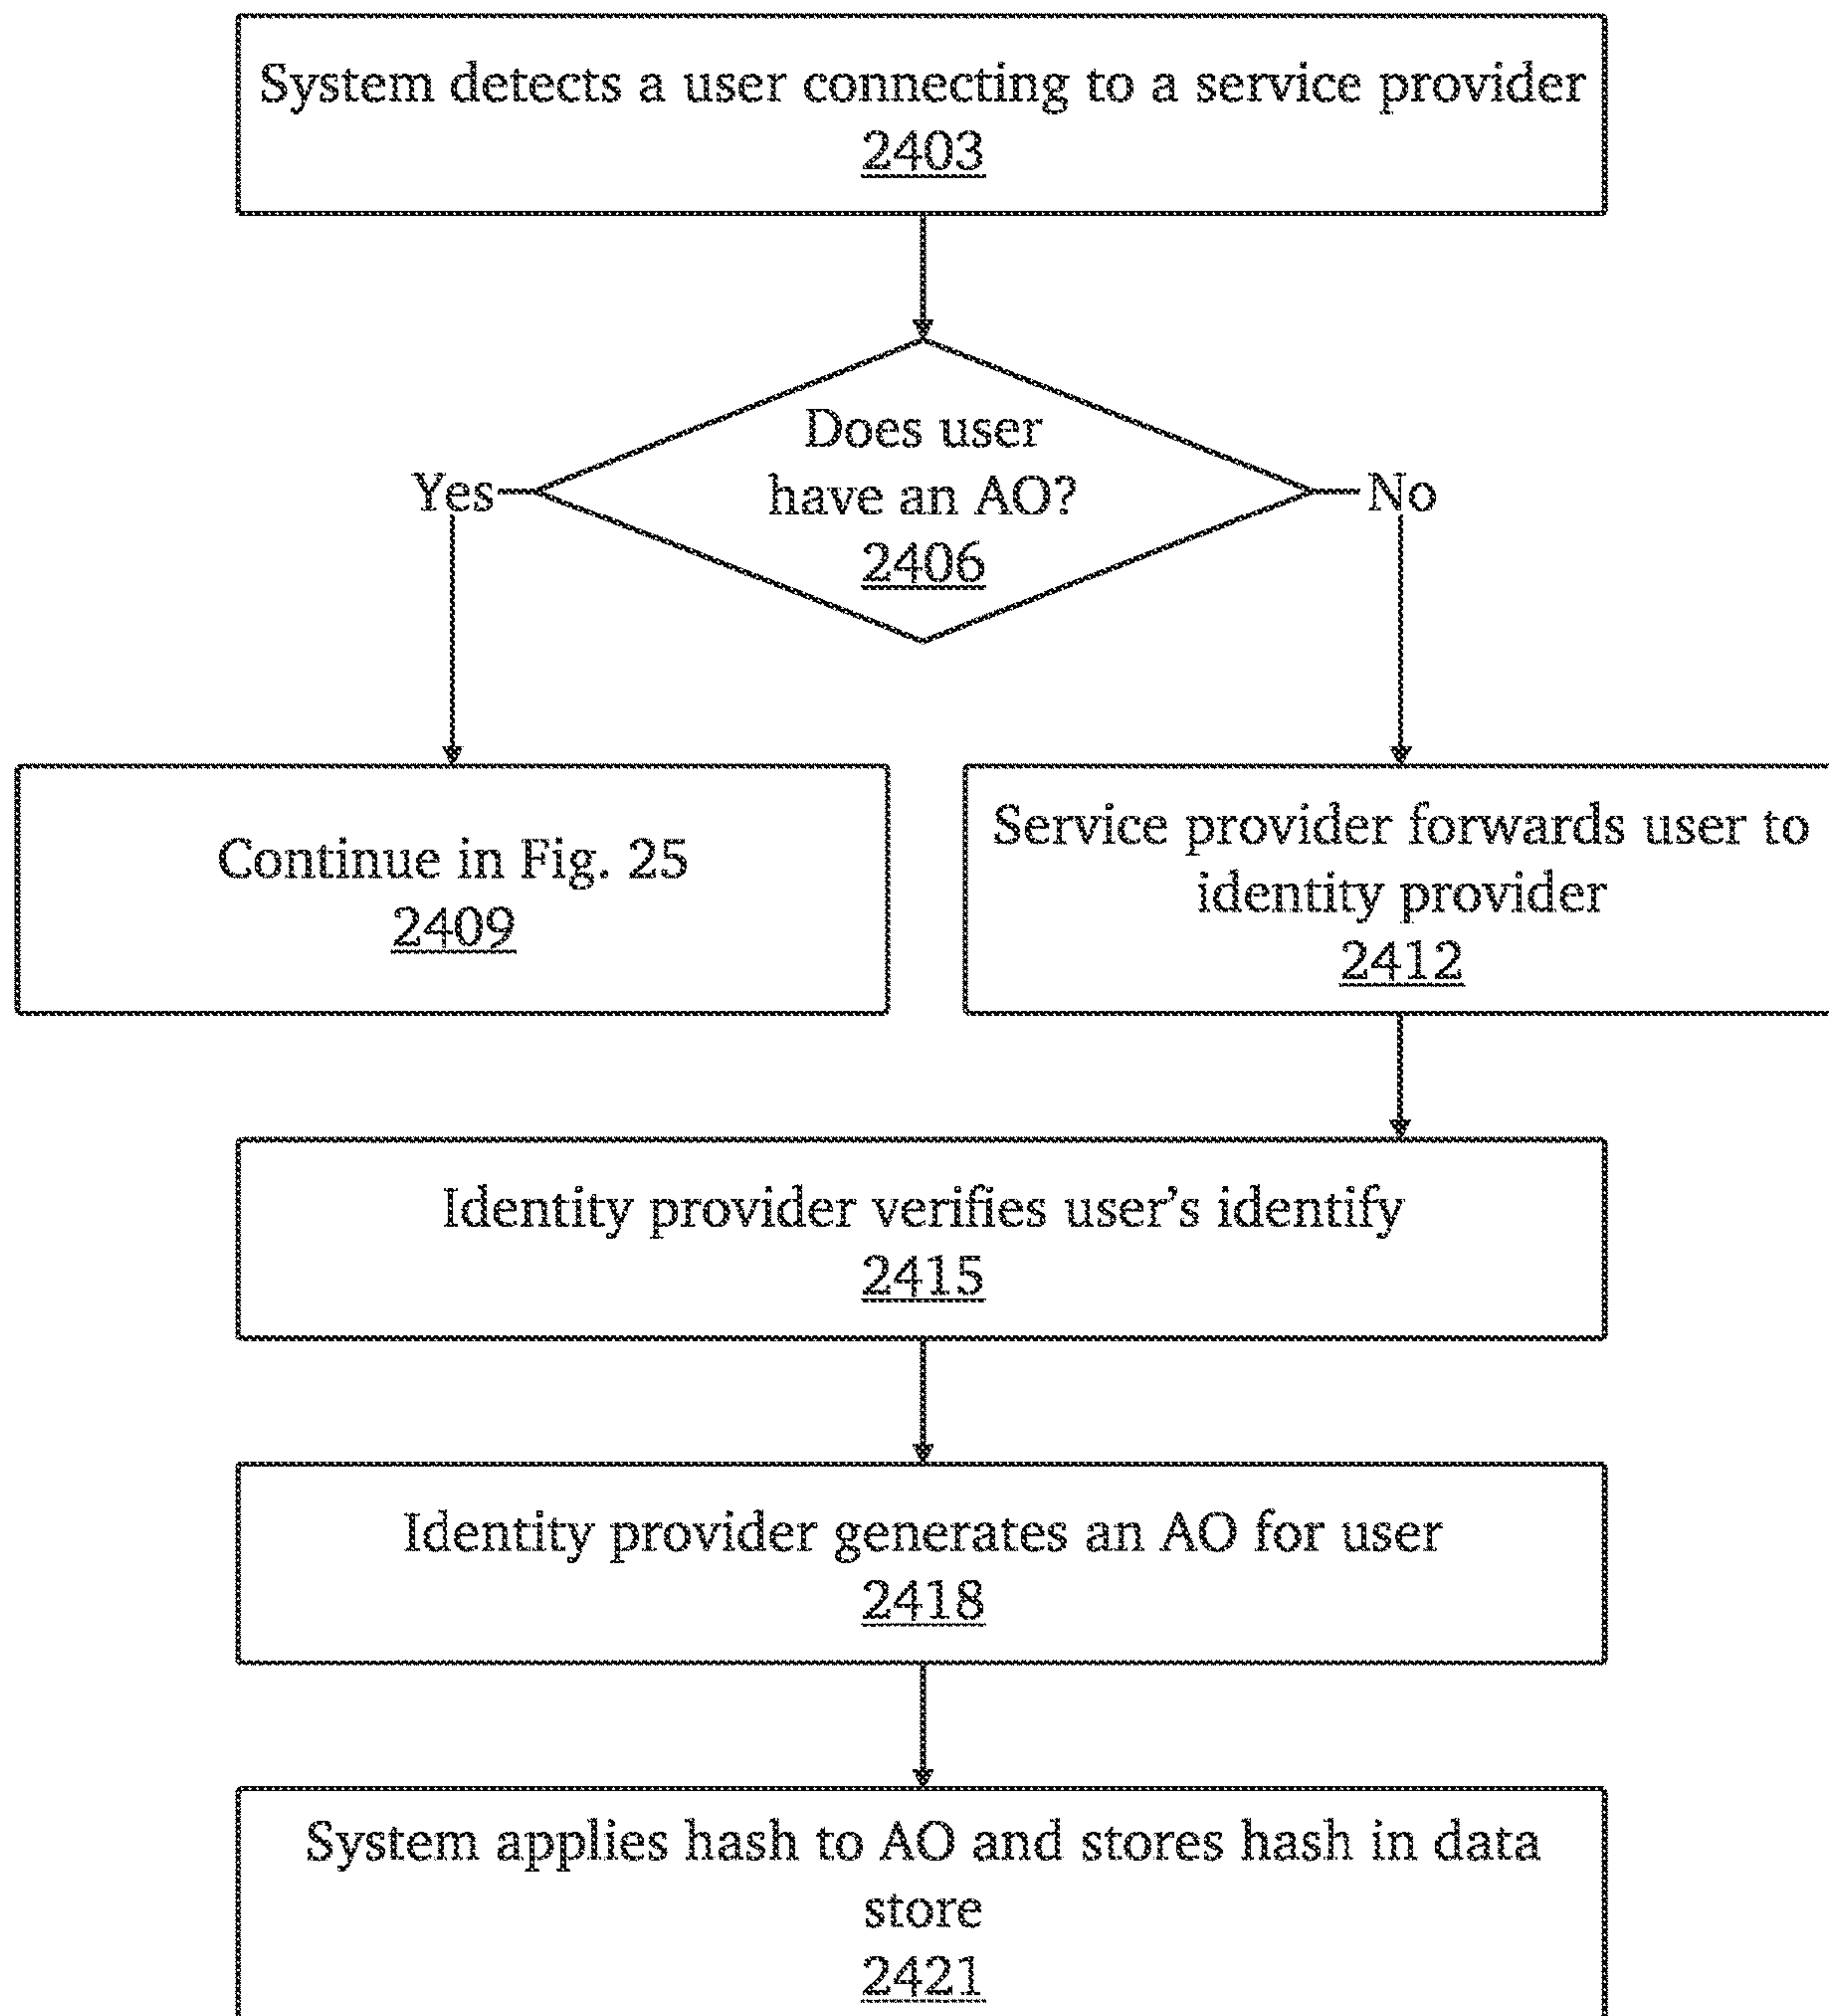 System detects a user connecting to a service provider
2403
Does user
have an AO?
2406
Yes
No
Continue in Fig. 25
2409
Service provider forwards user to
identity provider
2412
Identity provider verifies user’s identify
2415
Identity provider generates an AO for user
2418
System applies hash to AO and stores hash in data
store
2421